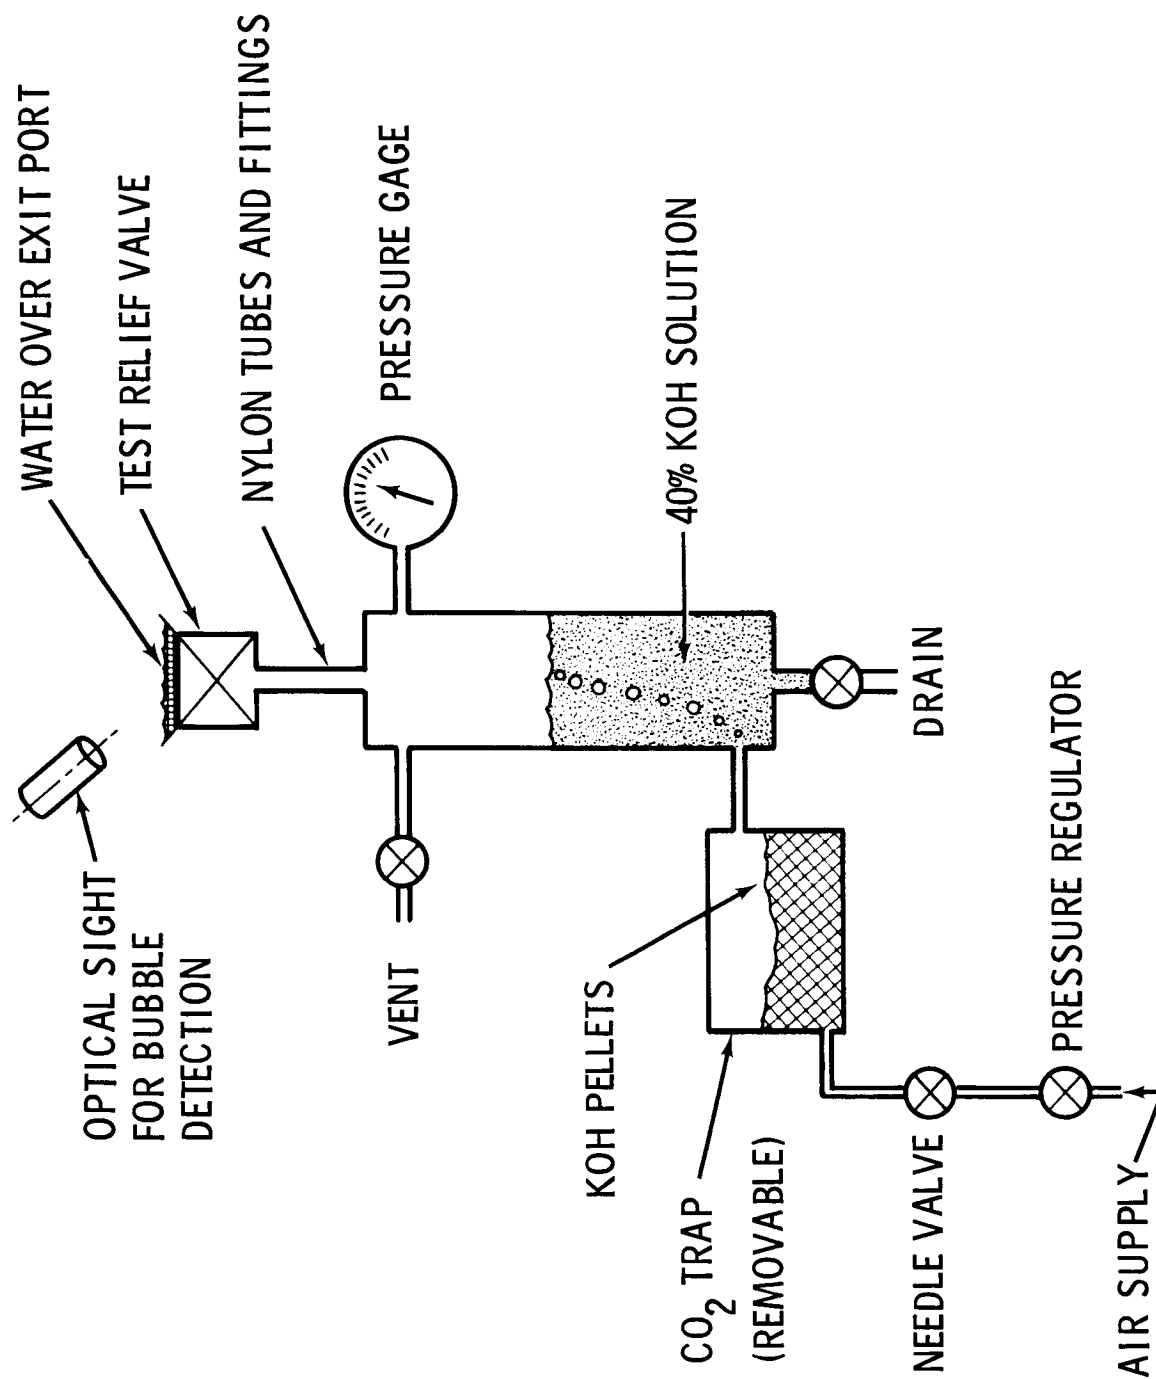 WATER OVER EXIT PORT
TEST RELIEF VALVE
NYLON TUBES AND FITTINGS
PRESSURE GAGE
OPTICAL SIGHT
FOR BUBBLE
DETECTION
VENT
40% KOH SOLUTION
DRAIN
KOH PELLETS
CO2 TRAP
(REMOVABLE)
NEEDLE VALVE
PRESSURE REGULATOR
AIR SUPPLY